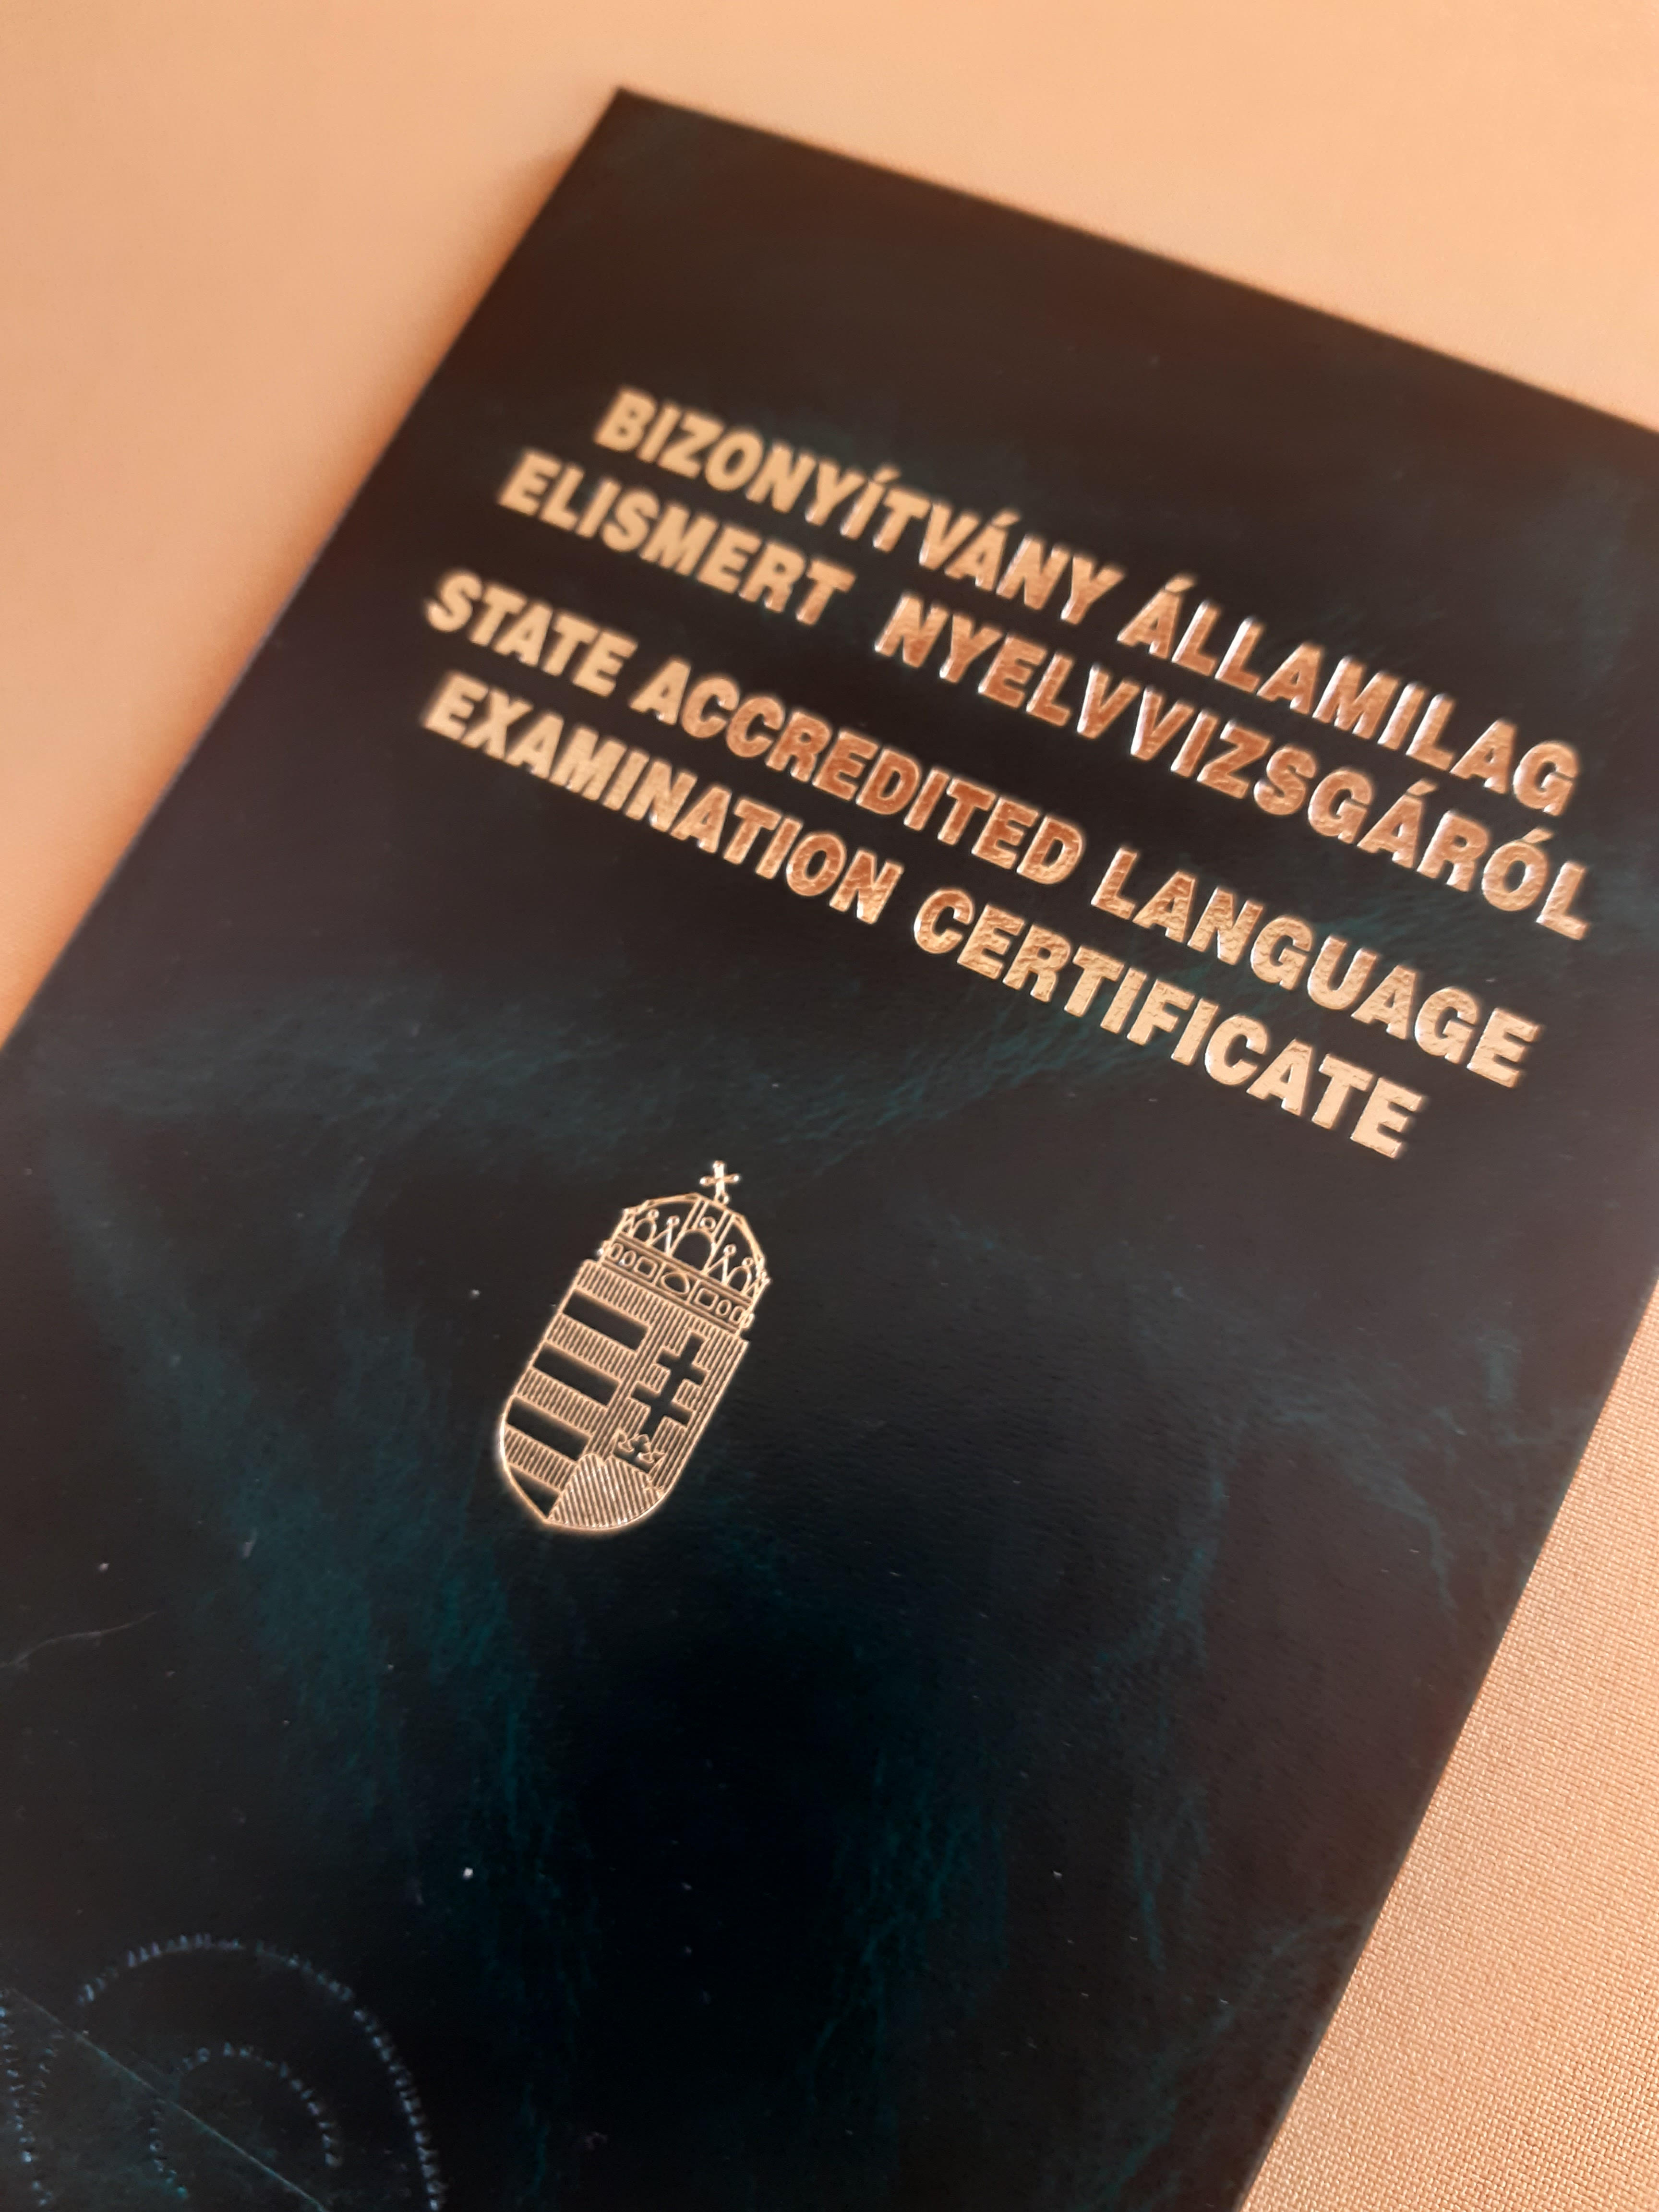 BIZONYÍTVÁNY ÁLLAMILAG
ELISMERT NYELVVIZSGÁRÓL
STATE ACCREDITED LANGUAGE
EXAMINATION CERTIFICATE